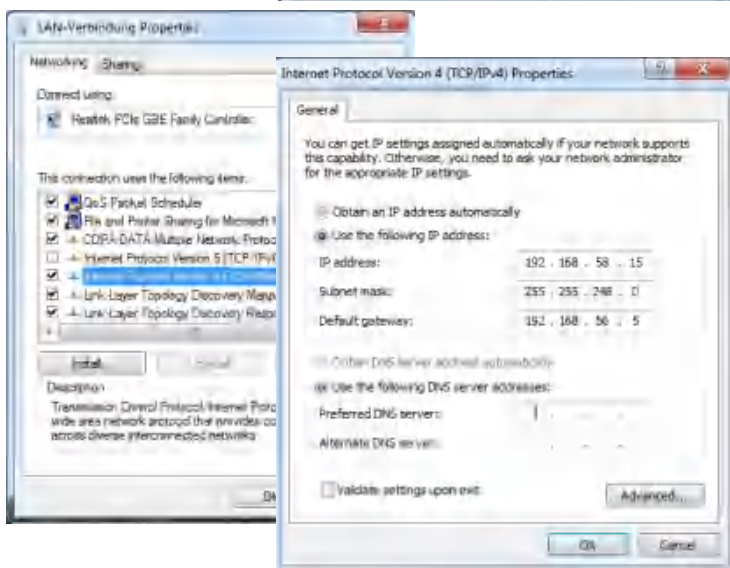 LAN-Verbindung Properties
Networking Sharing
Connect using:
Realtek PCIe GBE Family Controller
This connection uses the following items:
QoS Packet Scheduler
File and Printer Sharing for Microsoft
COPA-DATA Multiple Network Protoc
Internet Protocol Version 6 (TCP/IPv6
Link-Layer Topology Discovery Mapp
Link-Layer Topology Discovery Resp
Install...
Description
Transmission Control Protocol/Internet Proto
wide area network protocol that provides co
across diverse interconnected networks
Internet Protocol Version 4 (TCP/IPv4) Properties
General
You can get IP settings assigned automatically if your network supports
this capability. Otherwise, you need to ask your network administrator
for the appropriate IP settings.
Obtain an IP address automatically
Use the following IP address:
IP address: 192 . 168 . 58 . 15
Subnet mask: 255 . 255 . 248 . 0
Default gateway: 192 . 168 . 56 . 5
Obtain DNS server address automatically
Use the following DNS server addresses:
Preferred DNS server:
Alternate DNS server:
Validate settings upon exit
Advanced...
OK Cancel